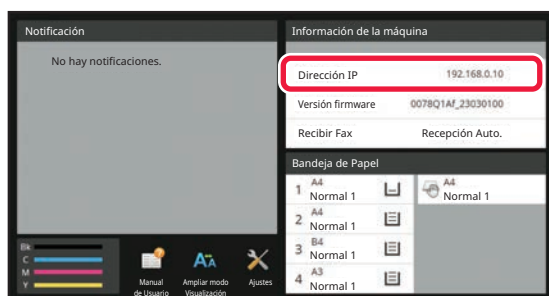 Notificación
No hay notificaciones.
Información de la máquina
Dirección IP 192.168.0.10
Versión firmware 0078Q1Af_23030100
Recibir Fax Recepción Auto.
Bandeja de Papel
1 A4
Normal 1
A4
Normal 1
2 A4
Normal 1
3 B4
Normal 1
4 A3
Normal 1
Bk
C
M
Y
Manual
de Usuario
Ampliar modo
Visualización
Ajustes